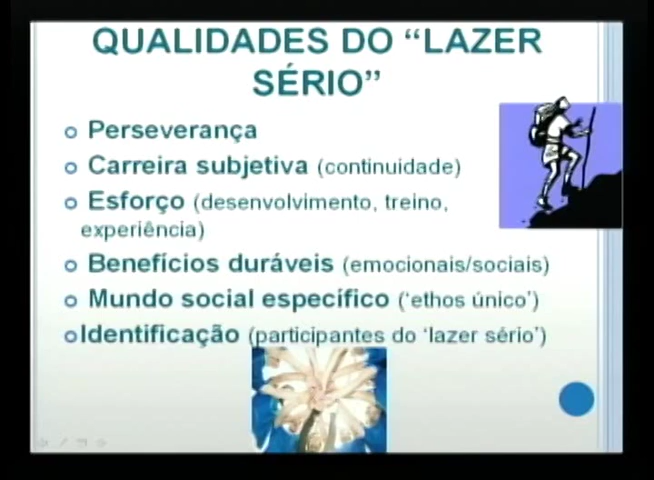 QUALIDADES DO “LAZER
SÉRIO”
Perseverança
Carreira subjetiva (continuidade)
Esforço (desenvolvimento, treino,
experiência)
Benefícios duráveis (emocionais/sociais)
Mundo social específico (‘ethos único’)
Identificação (participantes do ‘lazer sério’)